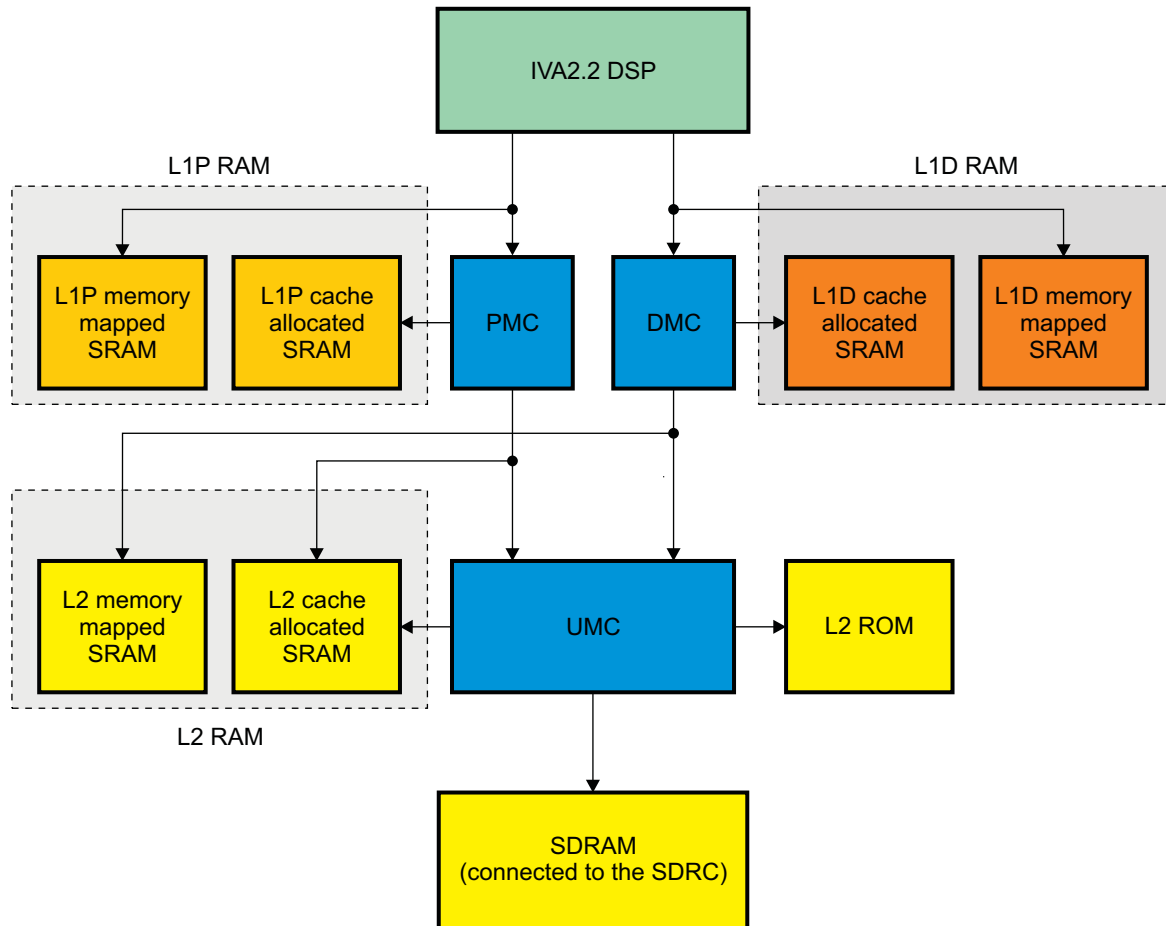 IVA2.2 DSP
L1P RAM
L1D RAM
L1P memory
mapped
SRAM
L1P cache
allocated
SRAM
PMC
DMC
L1D cache
allocated
SRAM
L1D memory
mapped
SRAM
L2 memory
mapped
SRAM
L2 cache
allocated
SRAM
UMC
L2 ROM
L2 RAM
SDRAM
(connected to the SDRC)